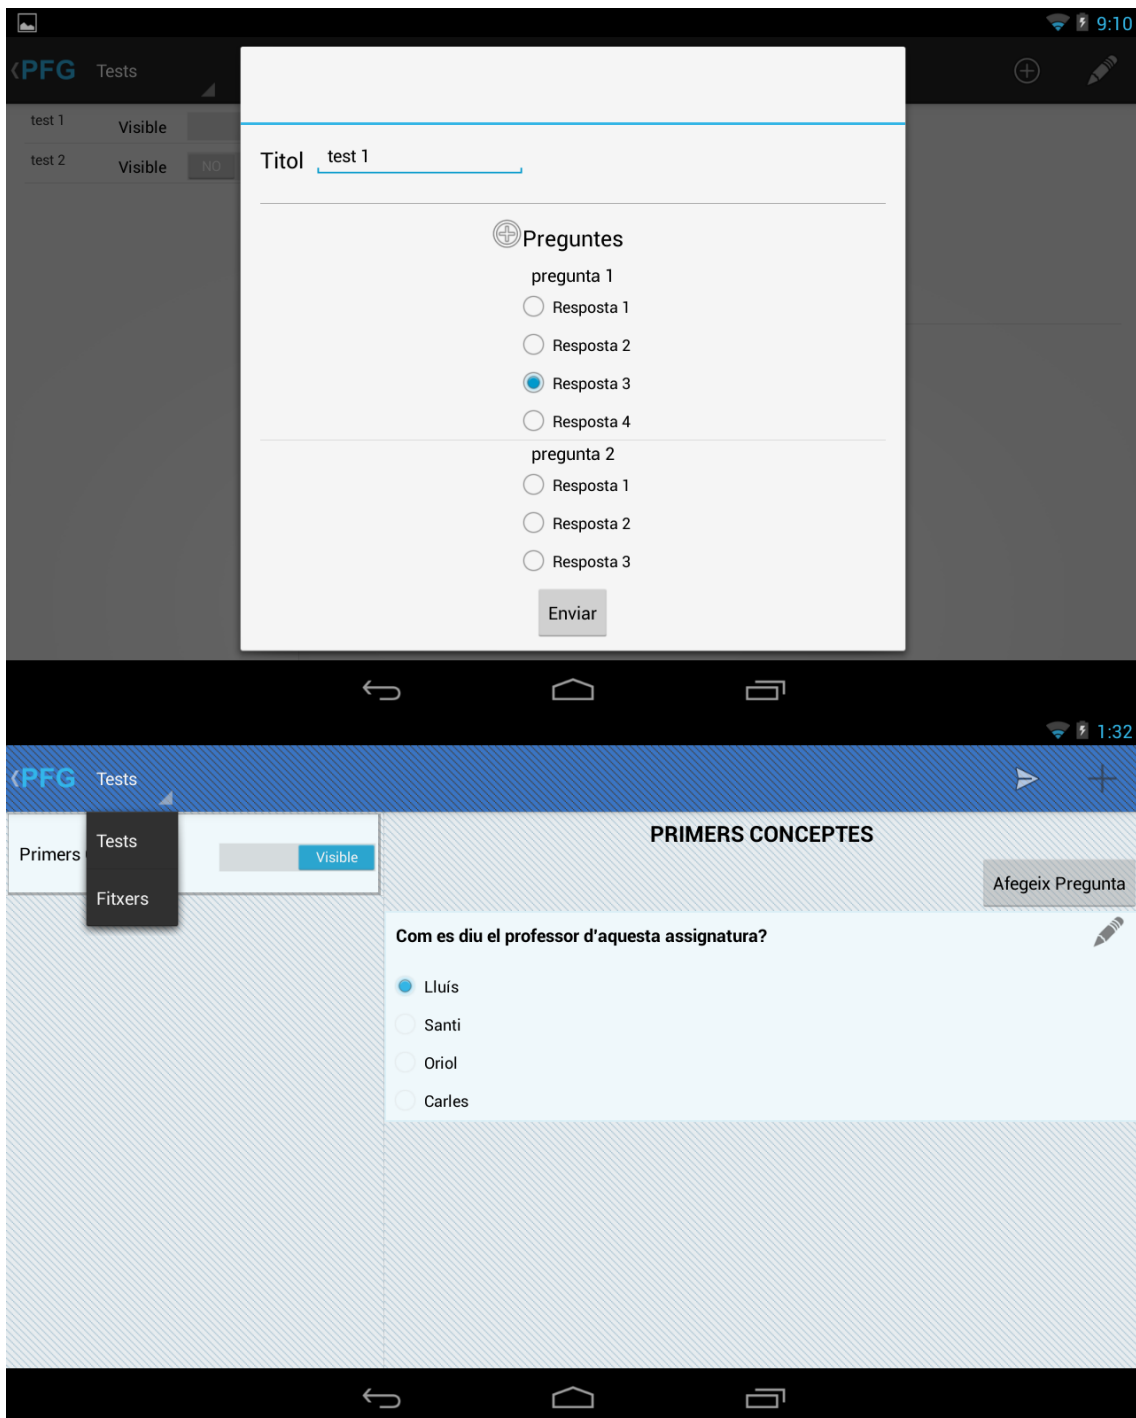 9:10
PFG Tests
test 1 Visible
test 2 Visible NO
Titol test 1
Preguntes
pregunta 1
Resposta 1
Resposta 2
Resposta 3
Resposta 4
pregunta 2
Resposta 1
Resposta 2
Resposta 3
Enviar
1:32
PFG Tests
Tests
Fitxers
Primers
Visible
PRIMERS CONCEPTES
Afegeix Pregunta
Com es diu el professor d'aquesta assignatura?
Lluís
Santi
Oriol
Carles